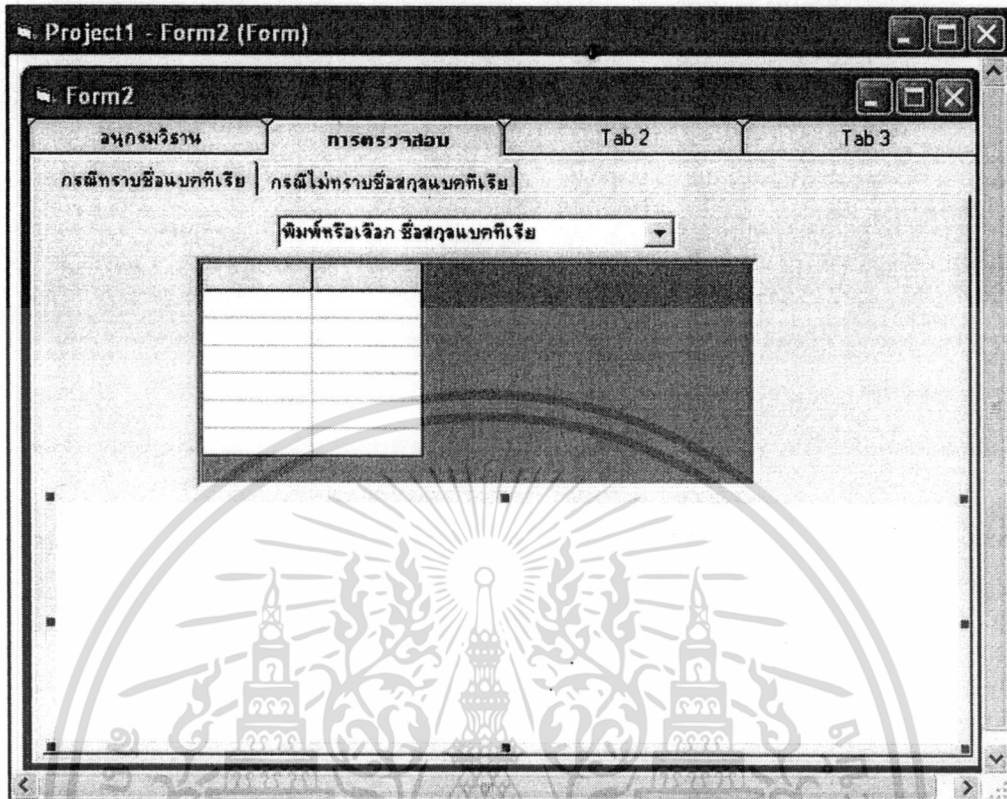 Project1 - Form2 (Form)
Form2
อนุกรมวิธาน
การตรวจสอบ
Tab 2
Tab 3
กรณีทราบชื่อแบคทีเรีย
กรณีไม่ทราบชื่อสกุลแบคทีเรีย
พิมพ์หรือเลือก ชื่อสกุลแบคทีเรีย